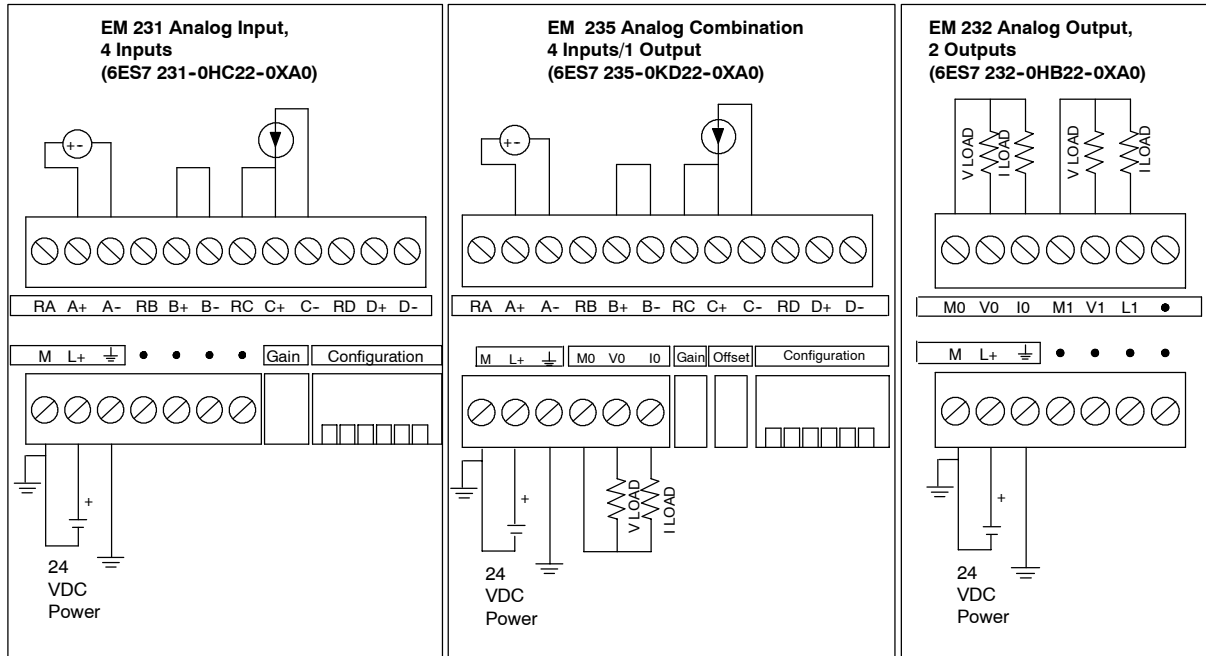 EM 231 Analog Input,
4 Inputs
(6ES7 231-0HC22-0XA0)
+-
RA A+ A- RB B+ B- RC C+ C- RD D+ D-
M L+ • • • • Gain Configuration
+
24
VDC
Power
EM 235 Analog Combination
4 Inputs/1 Output
(6ES7 235-0KD22-0XA0)
+-
RA A+ A- RB B+ B- RC C+ C- RD D+ D-
M L+ M0 V0 I0 Gain Offset Configuration
+
V LOAD
I LOAD
24
VDC
Power
EM 232 Analog Output,
2 Outputs
(6ES7 232-0HB22-0XA0)
V LOAD
I LOAD
V LOAD
I LOAD
M0 V0 I0 M1 V1 L1 •
M L+ • • • •
+
24
VDC
Power